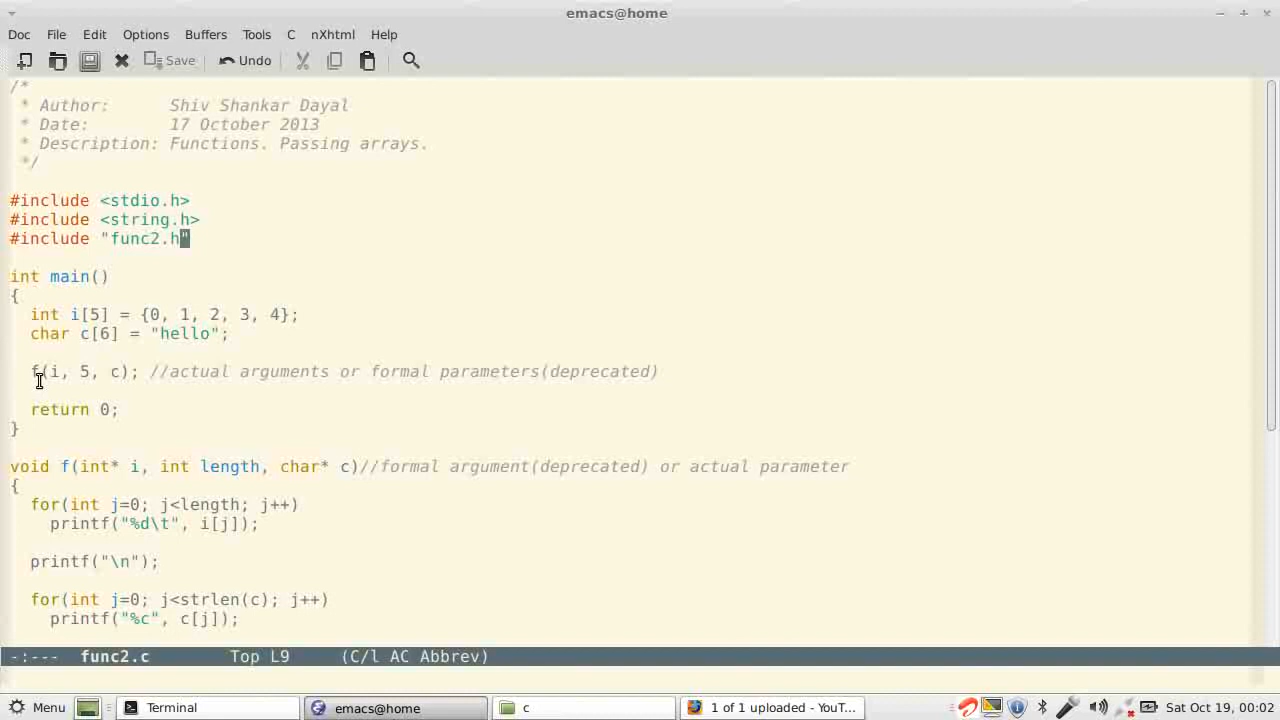 emacs@home
Doc File Edit Options Buffers Tools C nXhtml Help
Save Undo
/*
 * Author:      Shiv Shankar Dayal
 * Date:        17 October 2013
 * Description: Functions. Passing arrays.
 */
#include <stdio.h>
#include <string.h>
#include "func2.h"
int main()
{
  int i[5] = {0, 1, 2, 3, 4};
  char c[6] = "hello";
  f(i, 5, c); //actual arguments or formal parameters(deprecated)
  return 0;
}
void f(int* i, int length, char* c)//formal argument(deprecated) or actual parameter
{
  for(int j=0; j<length; j++)
    printf("%d\t", i[j]);
  printf("\n");
  for(int j=0; j<strlen(c); j++)
    printf("%c", c[j]);
-:---  func2.c        Top L9     (C/l AC Abbrev)
Menu Terminal emacs@home c 1 of 1 uploaded - YouT... Sat Oct 19, 00:02